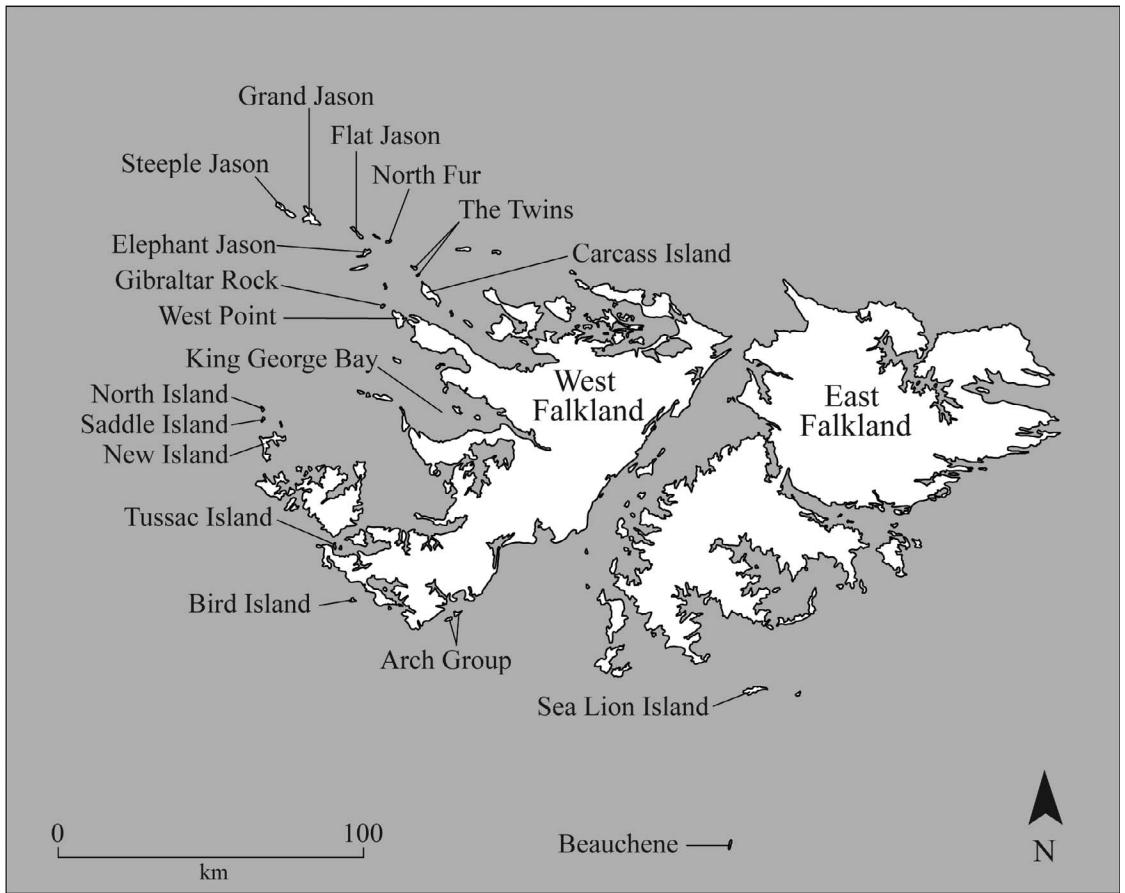 Grand Jason
Flat Jason
Steeple Jason
North Fur
The Twins
Elephant Jason
Carcass Island
Gibraltar Rock
West Point
King George Bay
North Island
West
Falkland
East
Falkland
Saddle Island
New Island
Tussac Island
Bird Island
Arch Group
Sea Lion Island
0
100
km
Beauchene
N